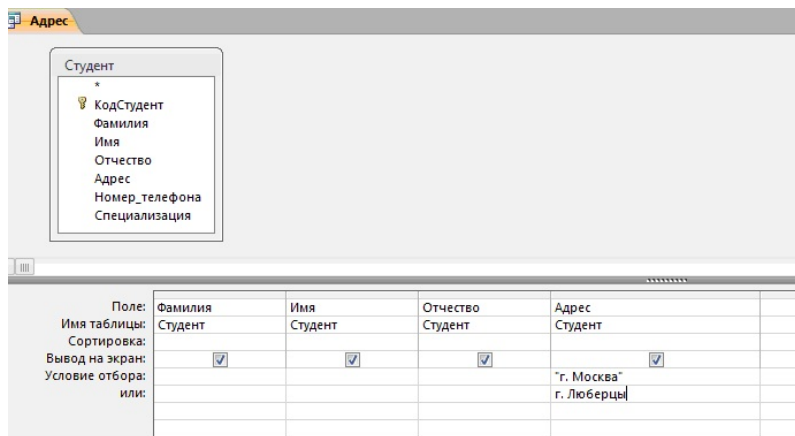 Адрес
Студент
*
КодСтудент
Фамилия
Имя
Отчество
Адрес
Номер_телефона
Специализация
Поле: Фамилия Имя Отчество Адрес
Имя таблицы: Студент Студент Студент Студент
Сортировка:
Вывод на экран:
Условие отбора: "г. Москва"
или: г. Люберцы